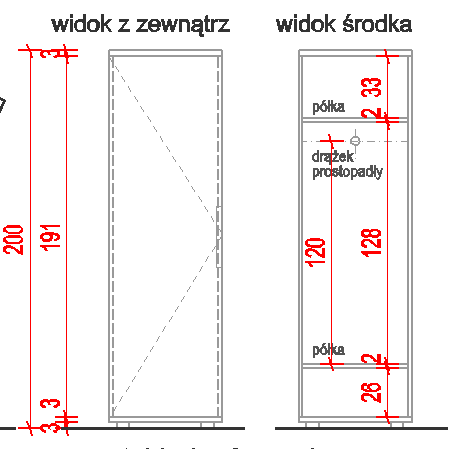 widok z zewnątrz
widok środka
3
33
półka
2
drążek
prostopadły
200
191
120
128
półka
2
26
3
3